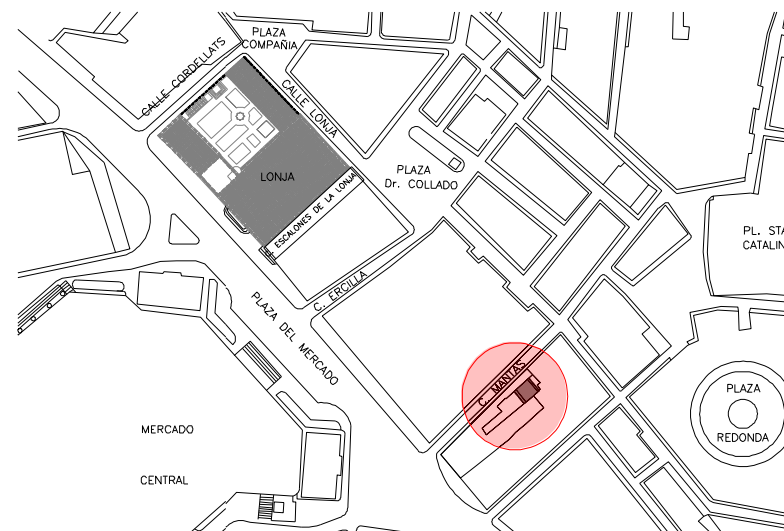 PLAZA
COMPAÑIA
CALLE CORDELLATS
CALLE LONJA
PLAZA
Dr. COLLADO
LONJA
ESCALONES DE LA LONJA
PL. STA
CATALIN
C. ERCILLA
PLAZA DEL MERCADO
C. MANTAS
PLAZA
REDONDA
MERCADO
CENTRAL